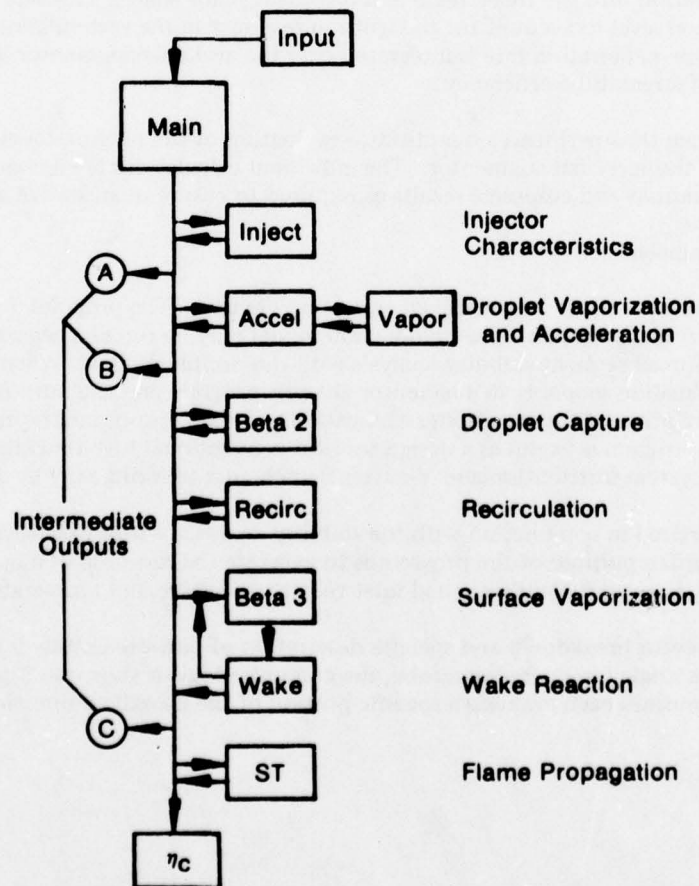 Input
Main
Inject
Injector
Characteristics
A
Accel
Vapor
Droplet Vaporization
and Acceleration
B
Beta 2
Droplet Capture
Recirc
Recirculation
Intermediate
Outputs
Beta 3
Surface Vaporization
Wake
Wake Reaction
C
ST
Flame Propagation
ηc